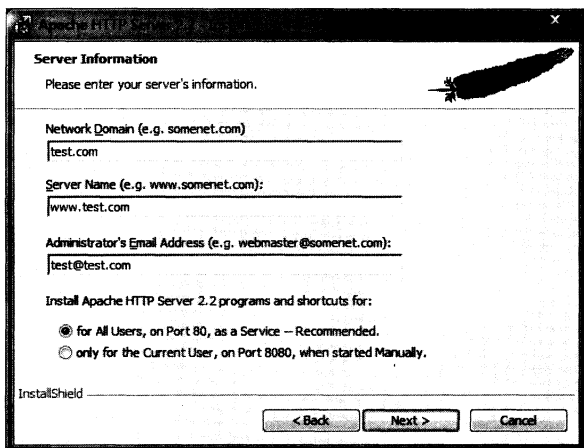 Apache HTTP Server
Server Information
Please enter your server's information.
Network Domain (e.g. somenet.com)
test.com
Server Name (e.g. www.somenet.com):
www.test.com
Administrator's Email Address (e.g. webmaster@somenet.com):
test@test.com
Install Apache HTTP Server 2.2 programs and shortcuts for:
for All Users, on Port 80, as a Service -- Recommended.
only for the Current User, on Port 8080, when started Manually.
InstallShield
< Back Next > Cancel